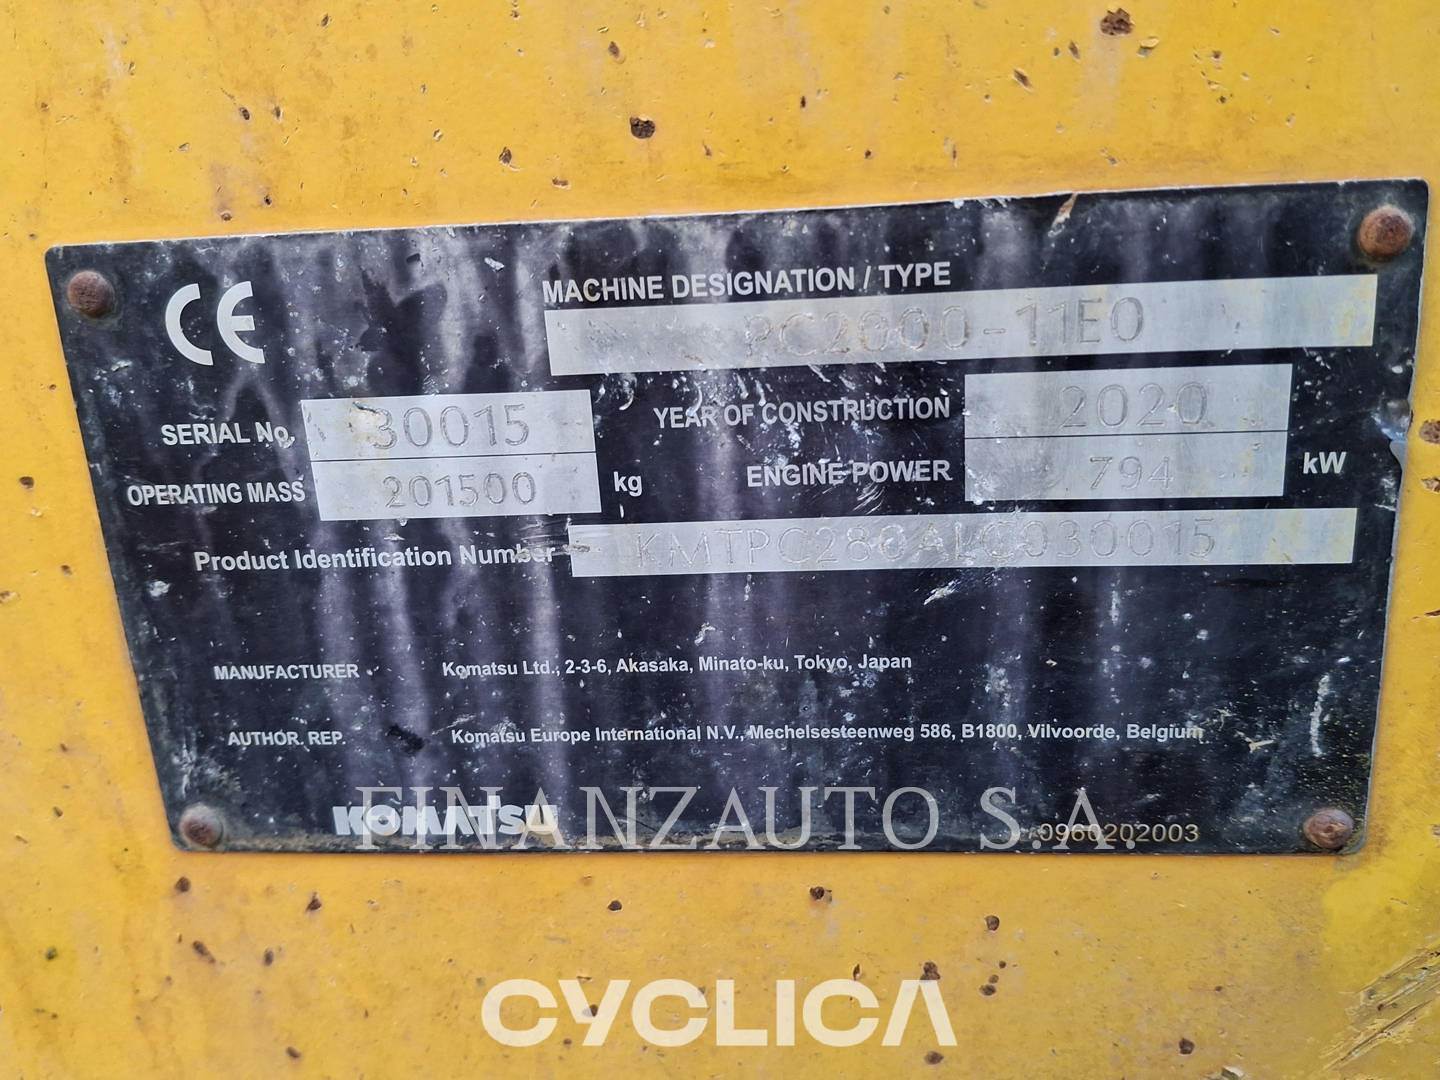 CE
MACHINE DESIGNATION / TYPE
PC2000-11E0
SERIAL No. 30015
YEAR OF CONSTRUCTION 2020
OPERATING MASS 201500 kg
ENGINE POWER 794 kW
Product Identification Number
MANUFACTURER Komatsu Ltd., 2-3-6, Akasaka, Minato-ku, Tokyo, Japan
AUTHOR. REP. Komatsu Europe International N.V., Mechelsesteenweg 586, B1800, Vilvoorde, Belgium
KOMATSU
FINANZAUTO S.A.
0960202003
CYCLICA